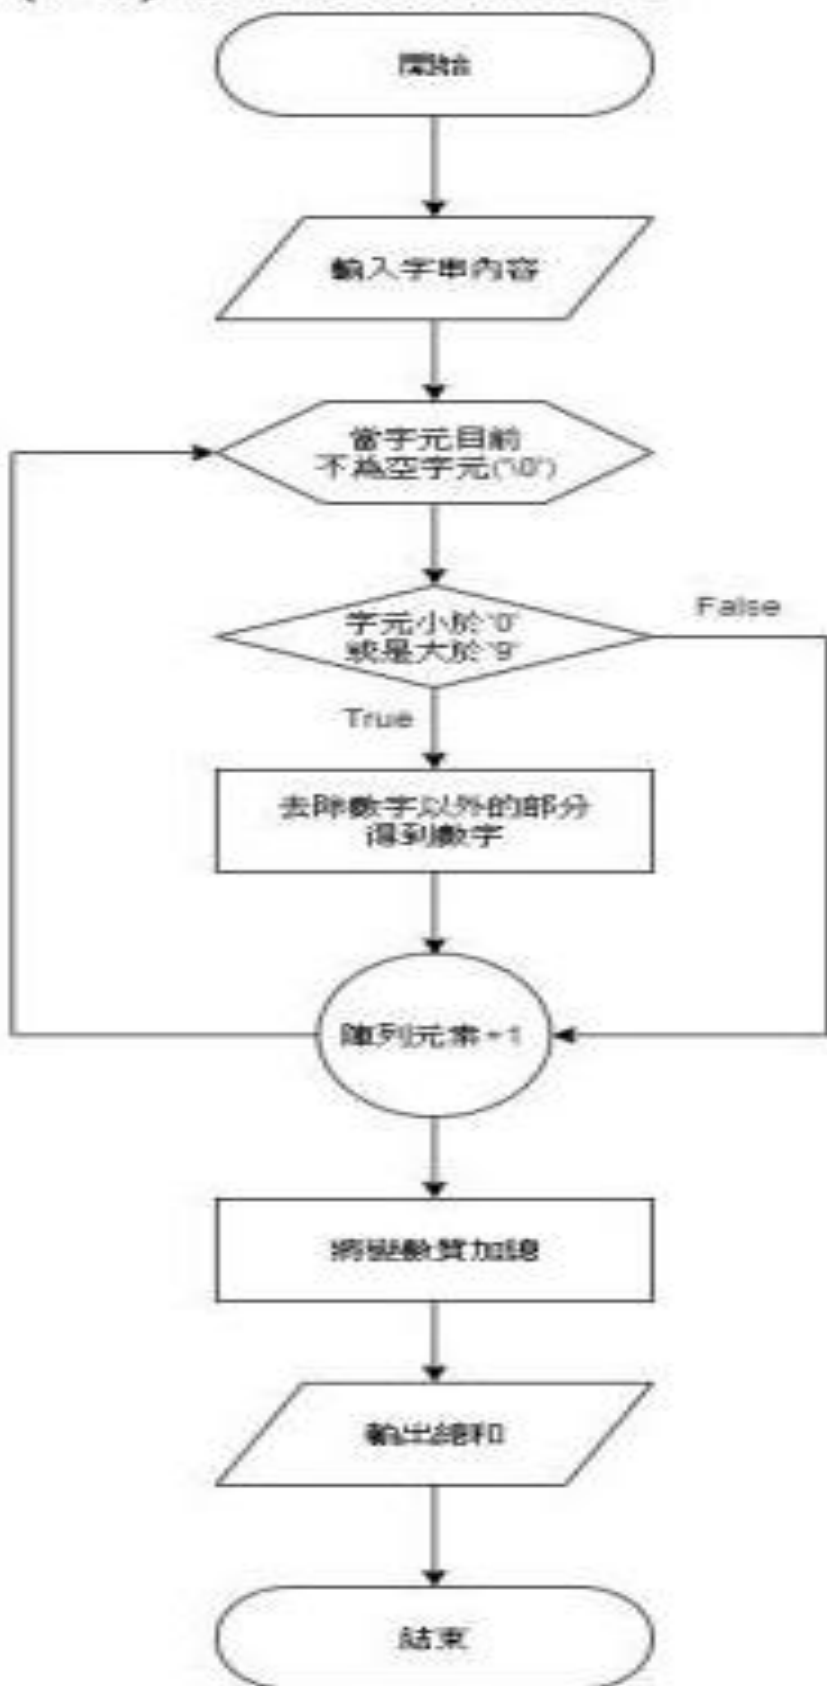 開始
輸入字串內容
當字元目前
不為空字元('\0')
字元小於'0'
或是大於'9'
False
True
去除數字以外的部分
得到數字
陣列元素+1
將變數質加總
輸出總和
結束